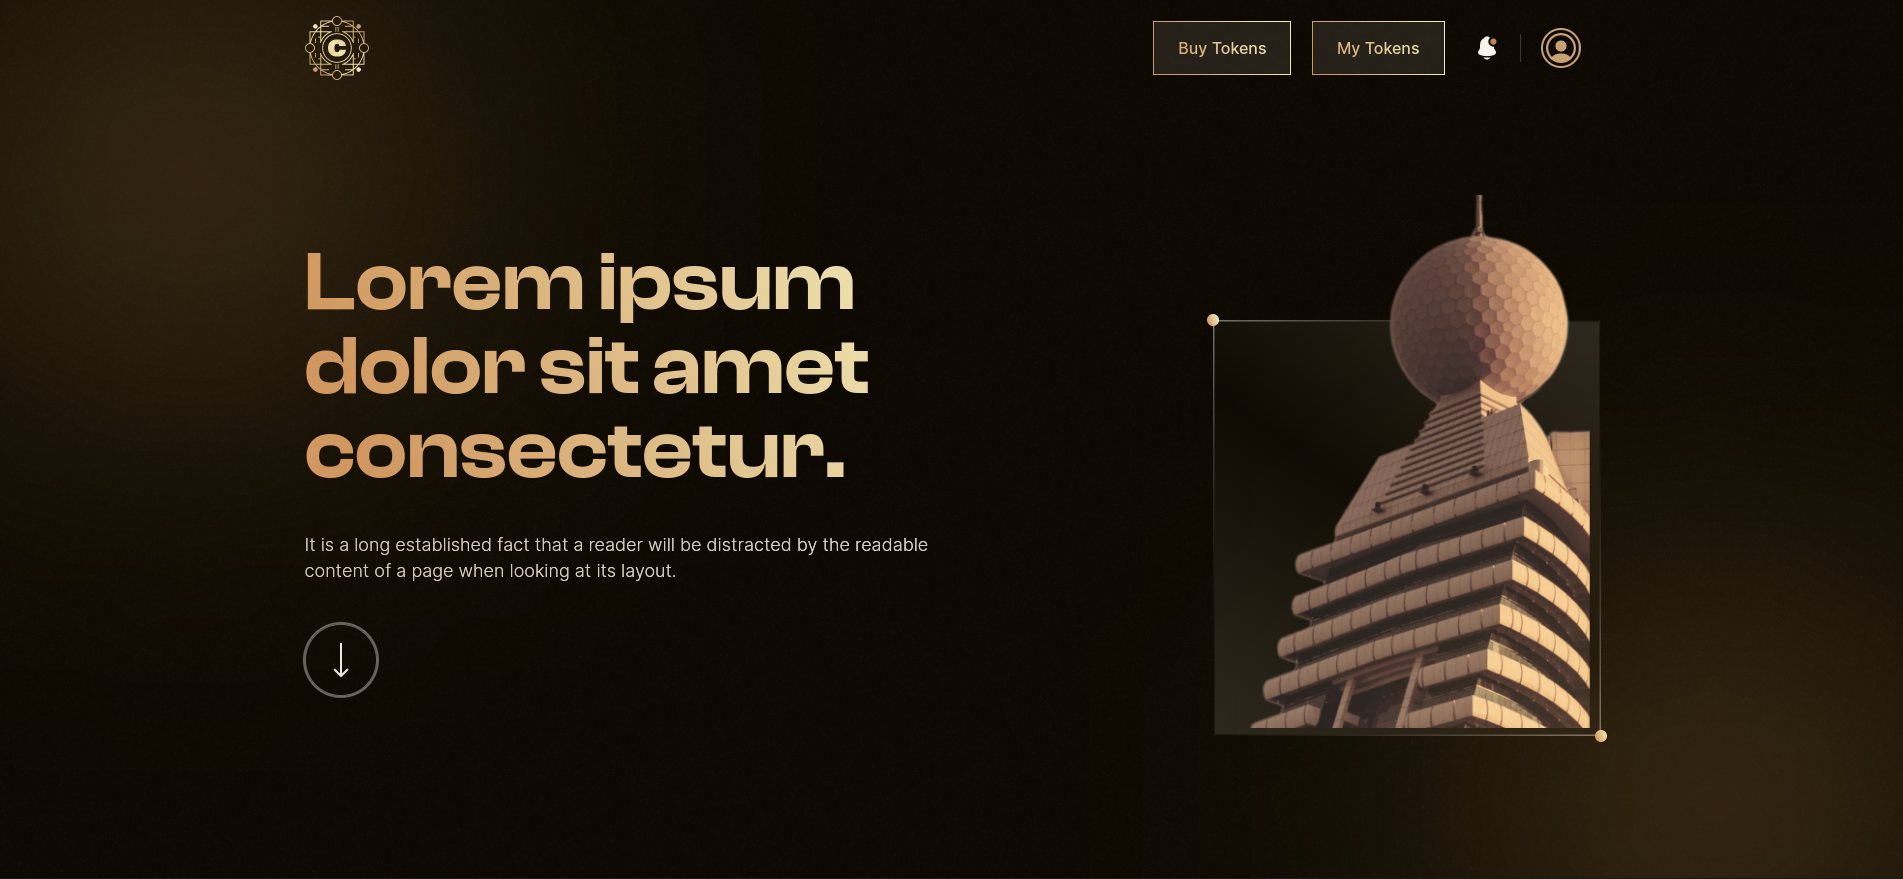 C
Buy Tokens
My Tokens
Lorem ipsum
dolor sit amet
consectetur.
It is a long established fact that a reader will be distracted by the readable
content of a page when looking at its layout.